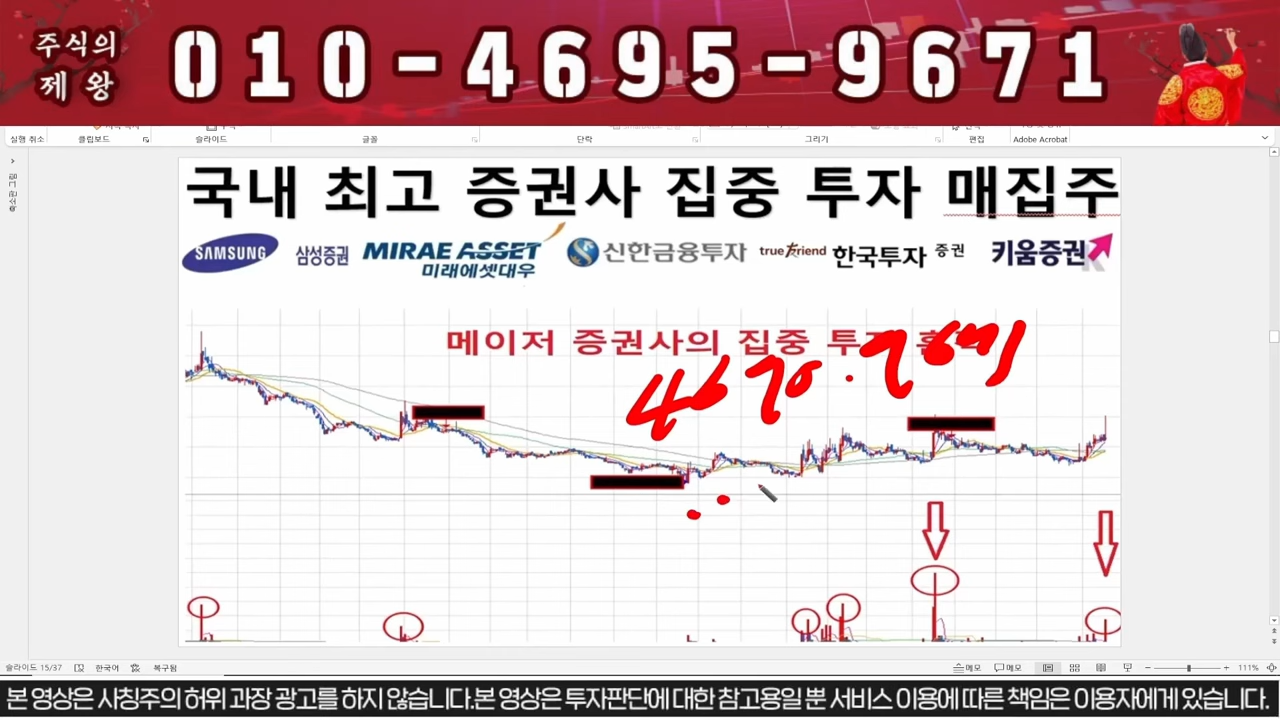 주식의
제왕
010-4695-9671
실행 취소 클립보드 슬라이드 글꼴 단락 그리기 편집 Adobe Acrobat
국내 최고 증권사 집중 투자 매집주
SAMSUNG 삼성증권 MIRAE ASSET 미래에셋대우 신한금융투자 true friend 한국투자 증권 키움증권
메이저 증권사의 집중
4670.
슬라이드 15/37 한국어 복구됨 메모 메모 111%
본 영상은 사칭주의 허위 과장 광고를 하지 않습니다.본 영상은 투자판단에 대한 참고용일 뿐 서비스 이용에 따른 책임은 이용자에게 있습니다.